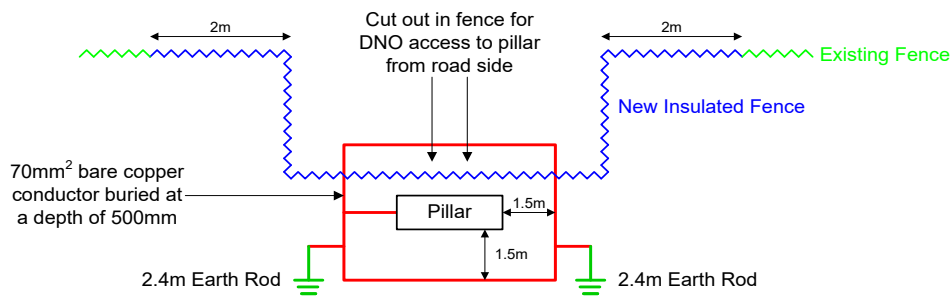 2m
Cut out in fence for
DNO access to pillar
from road side
2m
Existing Fence
New Insulated Fence
70mm² bare copper
conductor buried at
a depth of 500mm
Pillar
1.5m
1.5m
2.4m Earth Rod
2.4m Earth Rod